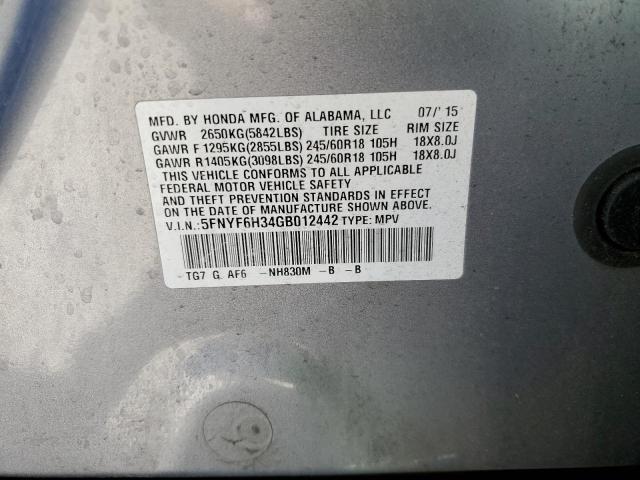 MFD. BY HONDA MFG. OF ALABAMA, LLC 07/'15
GVWR 2650KG(5842LBS) TIRE SIZE RIM SIZE
GAWR F 1295KG(2855LBS) 245/60R18 105H 18X8.0J
GAWR R1405KG(3098LBS) 245/60R18 105H 18X8.0J
THIS VEHICLE CONFORMS TO ALL APPLICABLE
FEDERAL MOTOR VEHICLE SAFETY
AND THEFT PREVENTION STANDARDS IN EFFECT
ON THE DATE OF MANUFACTURE SHOWN ABOVE.
V.I.N.:5FNYF6H34GB012442 TYPE: MPV
TG7 G AF6 -NH830M -B -B